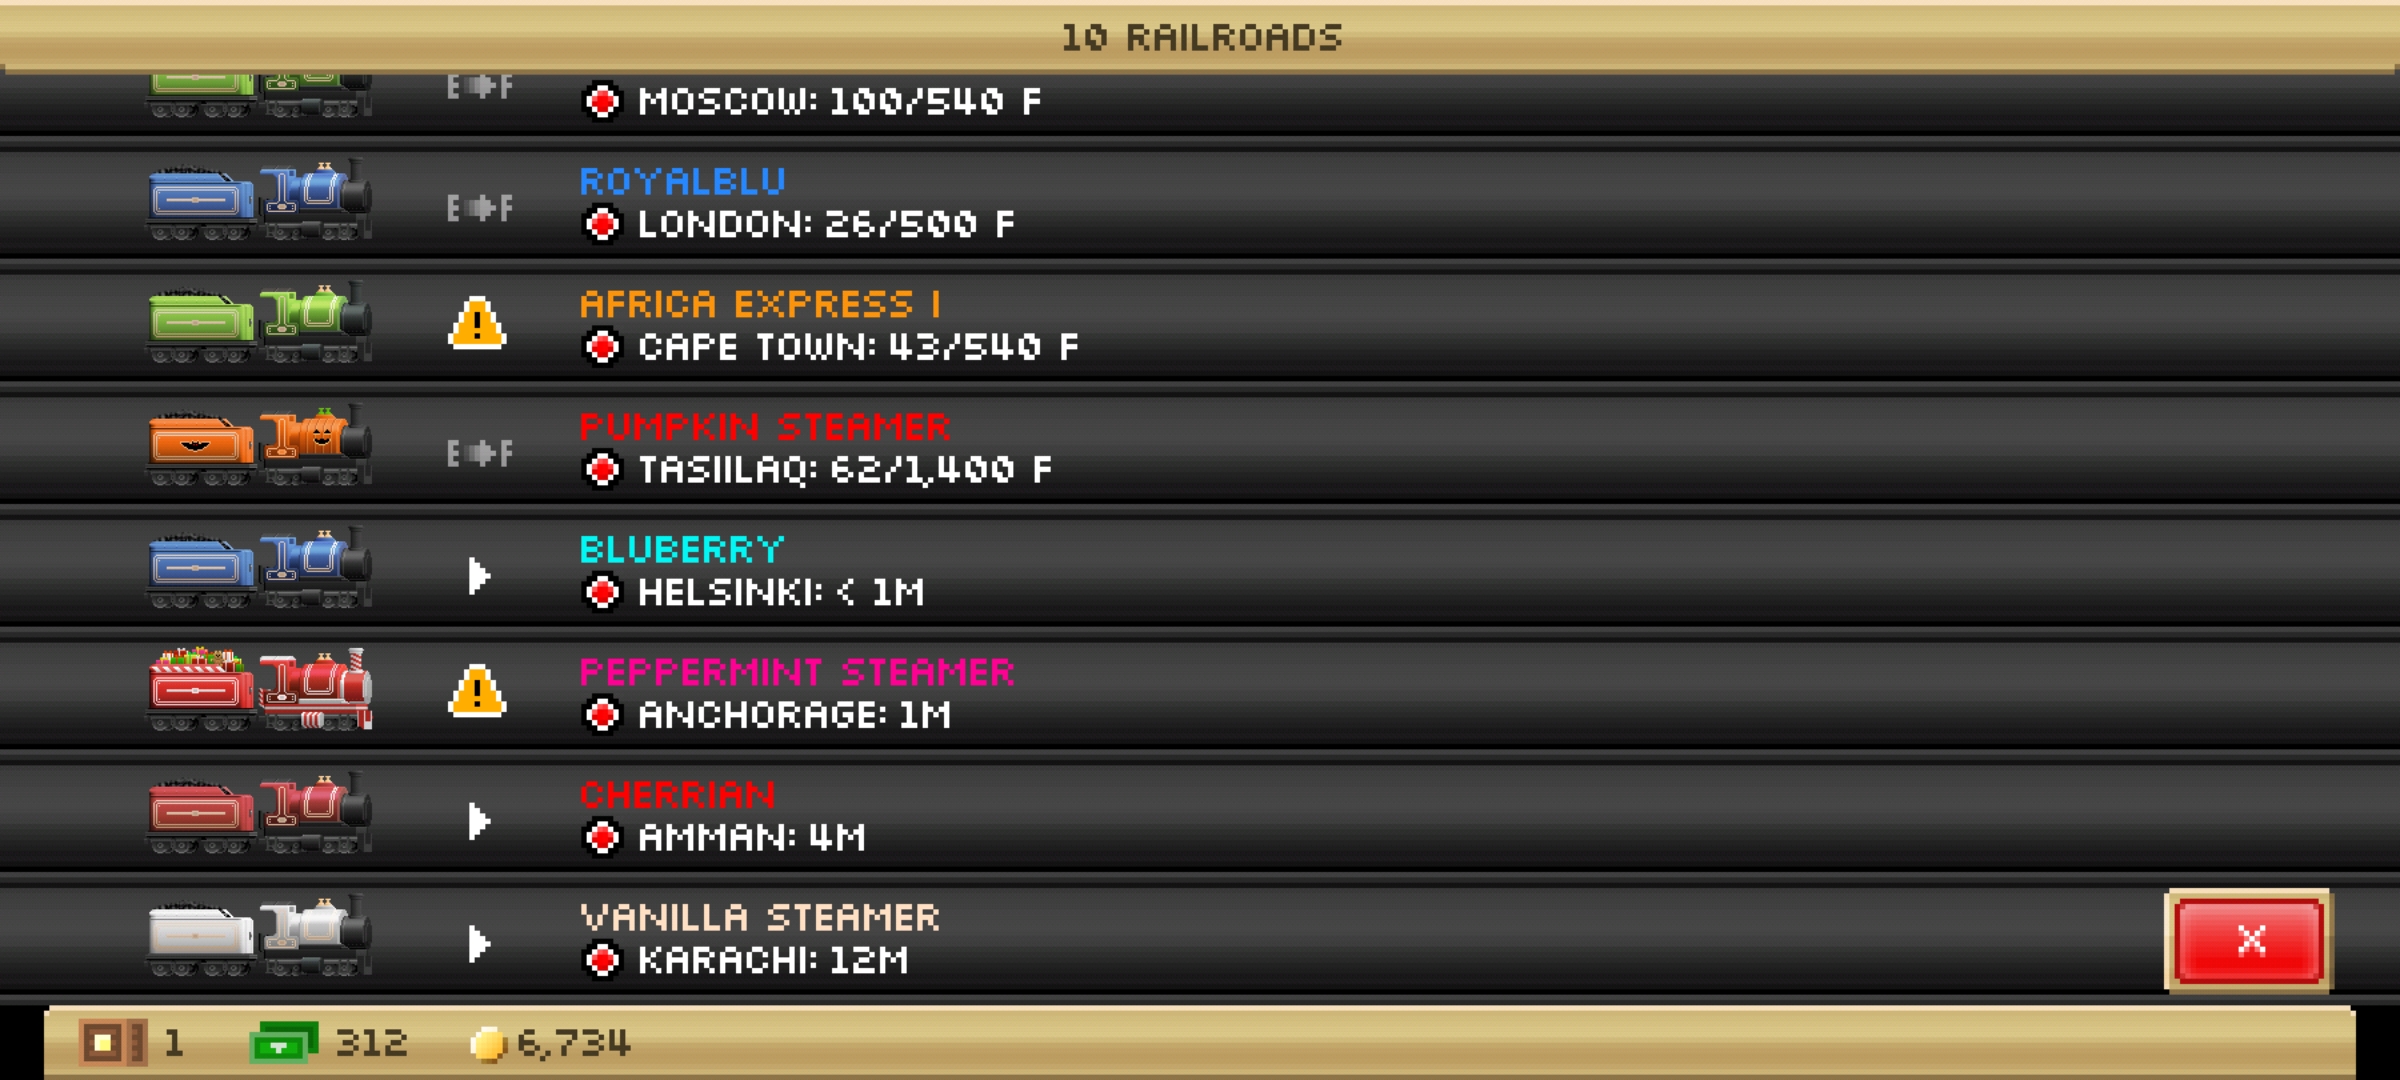 10 RAILROADS
E F
MOSCOW: 100/540 F
ROYALBLU
E F
LONDON: 26/500 F
AFRICA EXPRESS I
!
CAPE TOWN: 43/540 F
PUMPKIN STEAMER
E F
TASIILAQ: 62/1,400 F
BLUBERRY
HELSINKI: < 1M
PEPPERMINT STEAMER
!
ANCHORAGE: 1M
CHERRIAN
AMMAN: 4M
VANILLA STEAMER
KARACHI: 12M
X
1 312 6,734